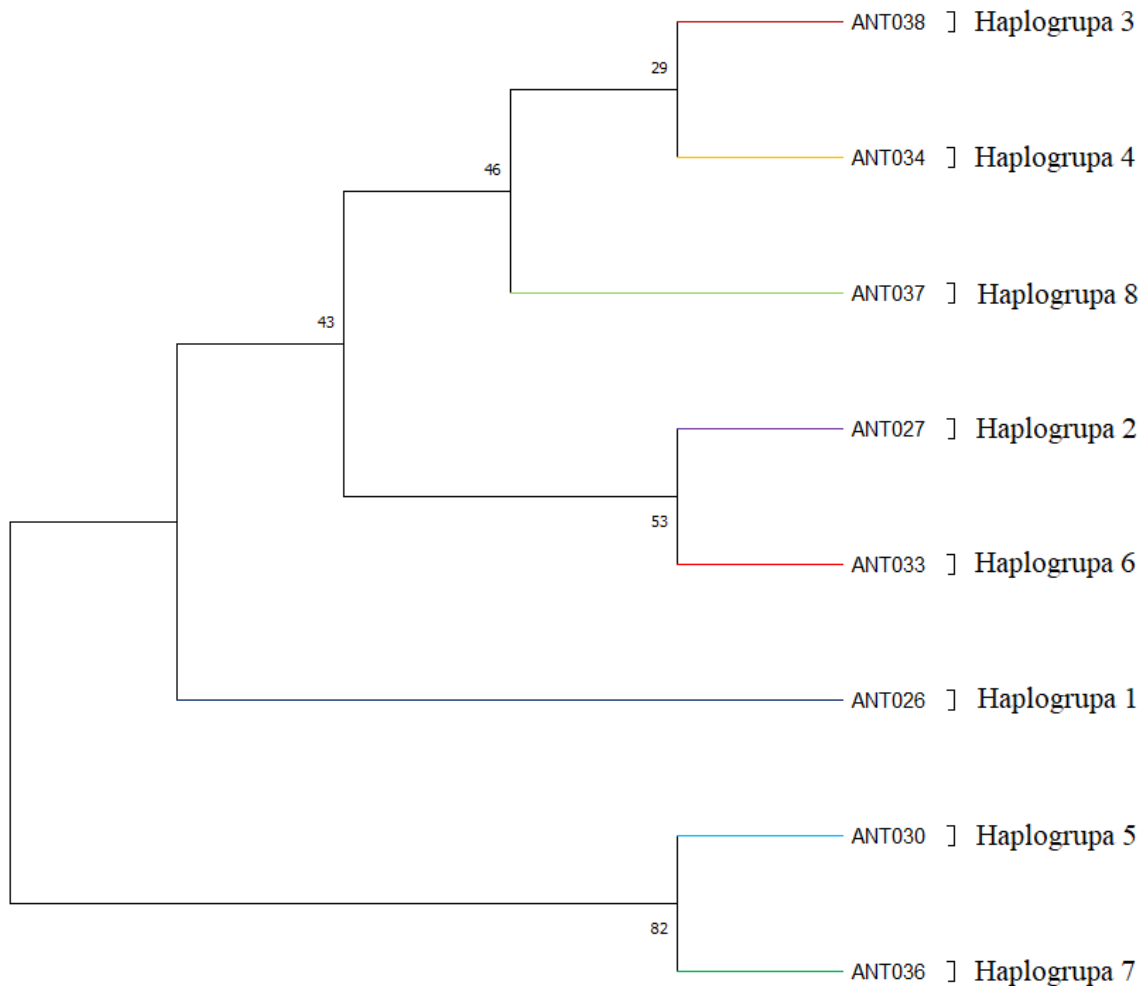 ANT038 ] Haplogrupa 3
29
ANT034 ] Haplogrupa 4
46
ANT037 ] Haplogrupa 8
43
ANT027 ] Haplogrupa 2
53
ANT033 ] Haplogrupa 6
ANT026 ] Haplogrupa 1
ANT030 ] Haplogrupa 5
82
ANT036 ] Haplogrupa 7